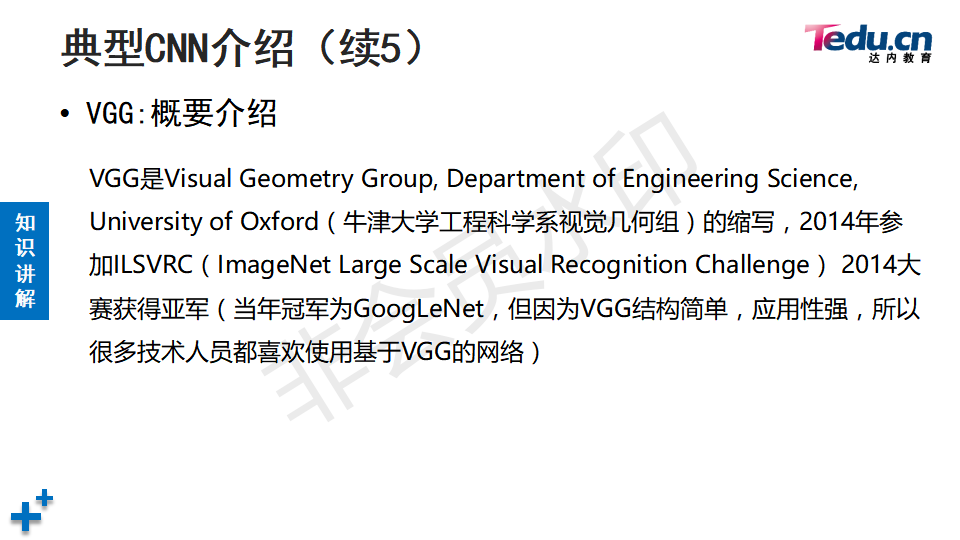 典型CNN介绍（续5）
Tedu.cn
达内教育
• VGG:概要介绍
VGG是Visual Geometry Group, Department of Engineering Science,
University of Oxford（牛津大学工程科学系视觉几何组）的缩写，2014年参
加ILSVRC（ImageNet Large Scale Visual Recognition Challenge） 2014大
赛获得亚军（当年冠军为GoogLeNet，但因为VGG结构简单，应用性强，所以
很多技术人员都喜欢使用基于VGG的网络）
知识讲解
非会员水印